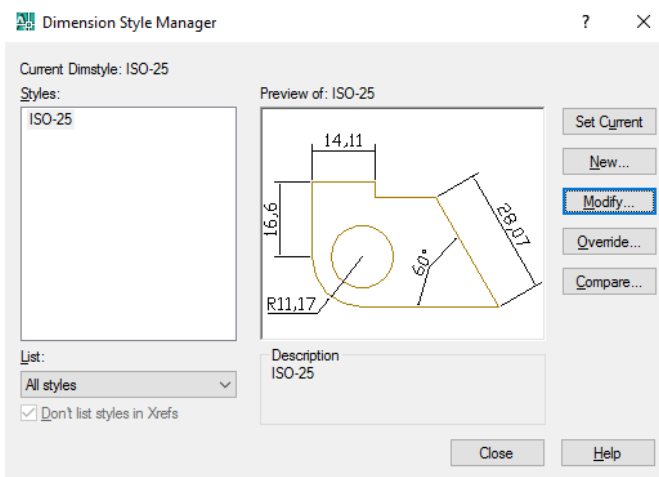 Dimension Style Manager
? ×
Current Dimstyle: ISO-25
Styles:
ISO-25
Preview of: ISO-25
14,11
16,6
28,07
60°
R11,17
Set Current
New...
Modify...
Override...
Compare...
List:
All styles
Don't list styles in Xrefs
Description
ISO-25
Close
Help